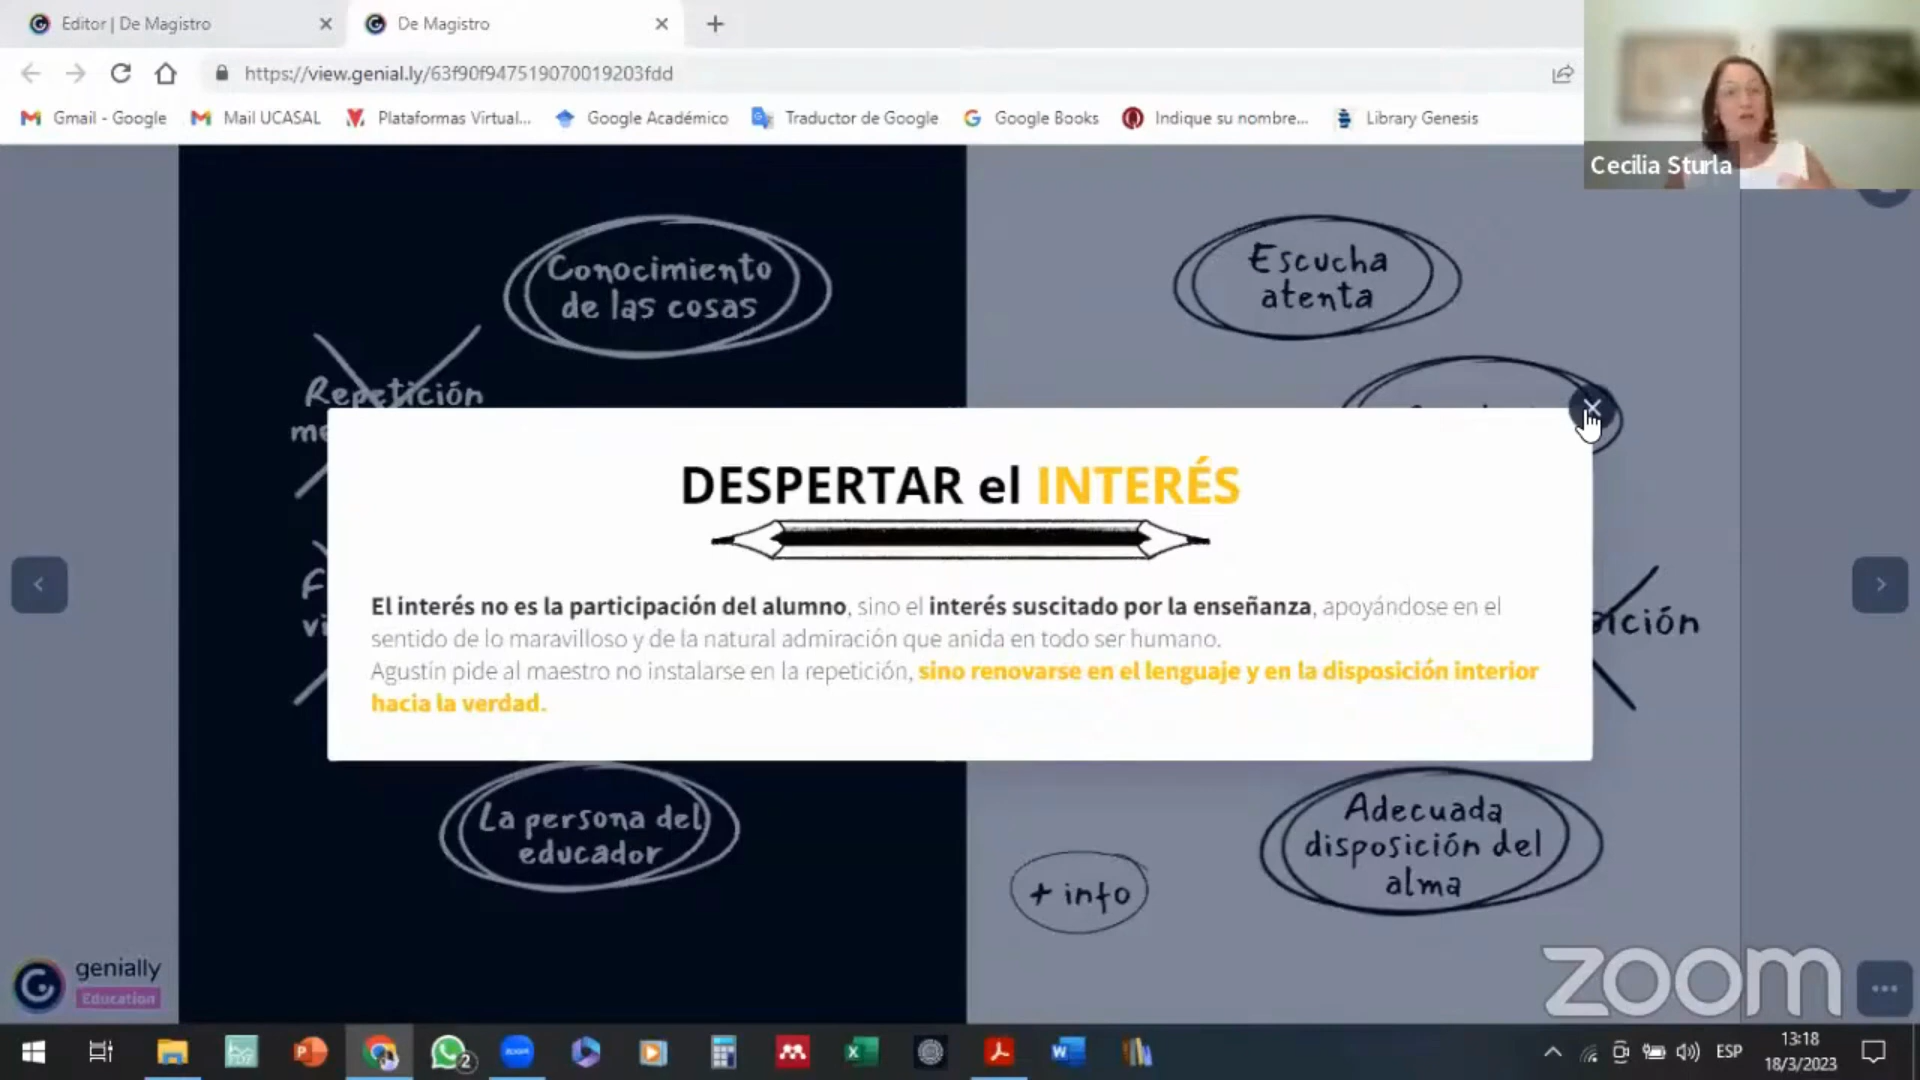 Editor | De Magistro
De Magistro
https://view.genial.ly/63f90f947519070019203fdd
Gmail - Google
Mail UCASAL
Plataformas Virtual...
Google Académico
Traductor de Google
Google Books
Indique su nombre...
Library Genesis
Cecilia Sturla
Conocimiento
de las cosas
Escucha
atenta
Repetición
DESPERTAR el INTERÉS
El interés no es la participación del alumno, sino el interés suscitado por la enseñanza, apoyándose en el
sentido de lo maravilloso y de la natural admiración que anida en todo ser humano.
Agustín pide al maestro no instalarse en la repetición, sino renovarse en el lenguaje y en la disposición interior
hacia la verdad.
La persona del
educador
+ info
Adecuada
disposición del
alma
genially
Education
zoom
2
zoom
ESP
13:18
18/3/2023